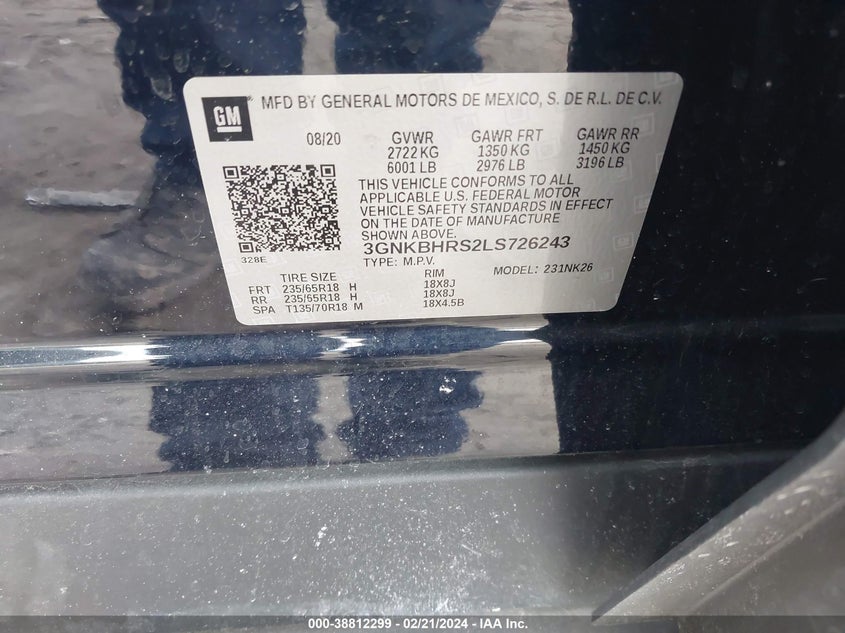 GM
MFD BY GENERAL MOTORS DE MEXICO, S. DE R.L. DE C.V.
08/20 GVWR GAWR FRT GAWR RR
2722 KG 1350 KG 1450 KG
6001 LB 2976 LB 3196 LB
THIS VEHICLE CONFORMS TO ALL
APPLICABLE U.S. FEDERAL MOTOR
VEHICLE SAFETY STANDARDS IN EFFECT
ON THE DATE OF MANUFACTURE
SHOWN ABOVE.
3GNKBHRS2LS726243
328E
TYPE: M.P.V. MODEL: 231NK26
TIRE SIZE RIM
FRT 235/65R18 H 18X8J
RR 235/65R18 H 18X8J
SPA T135/70R18 M 18X4.5B
000-38812299 - 02/21/2024 - IAA Inc.